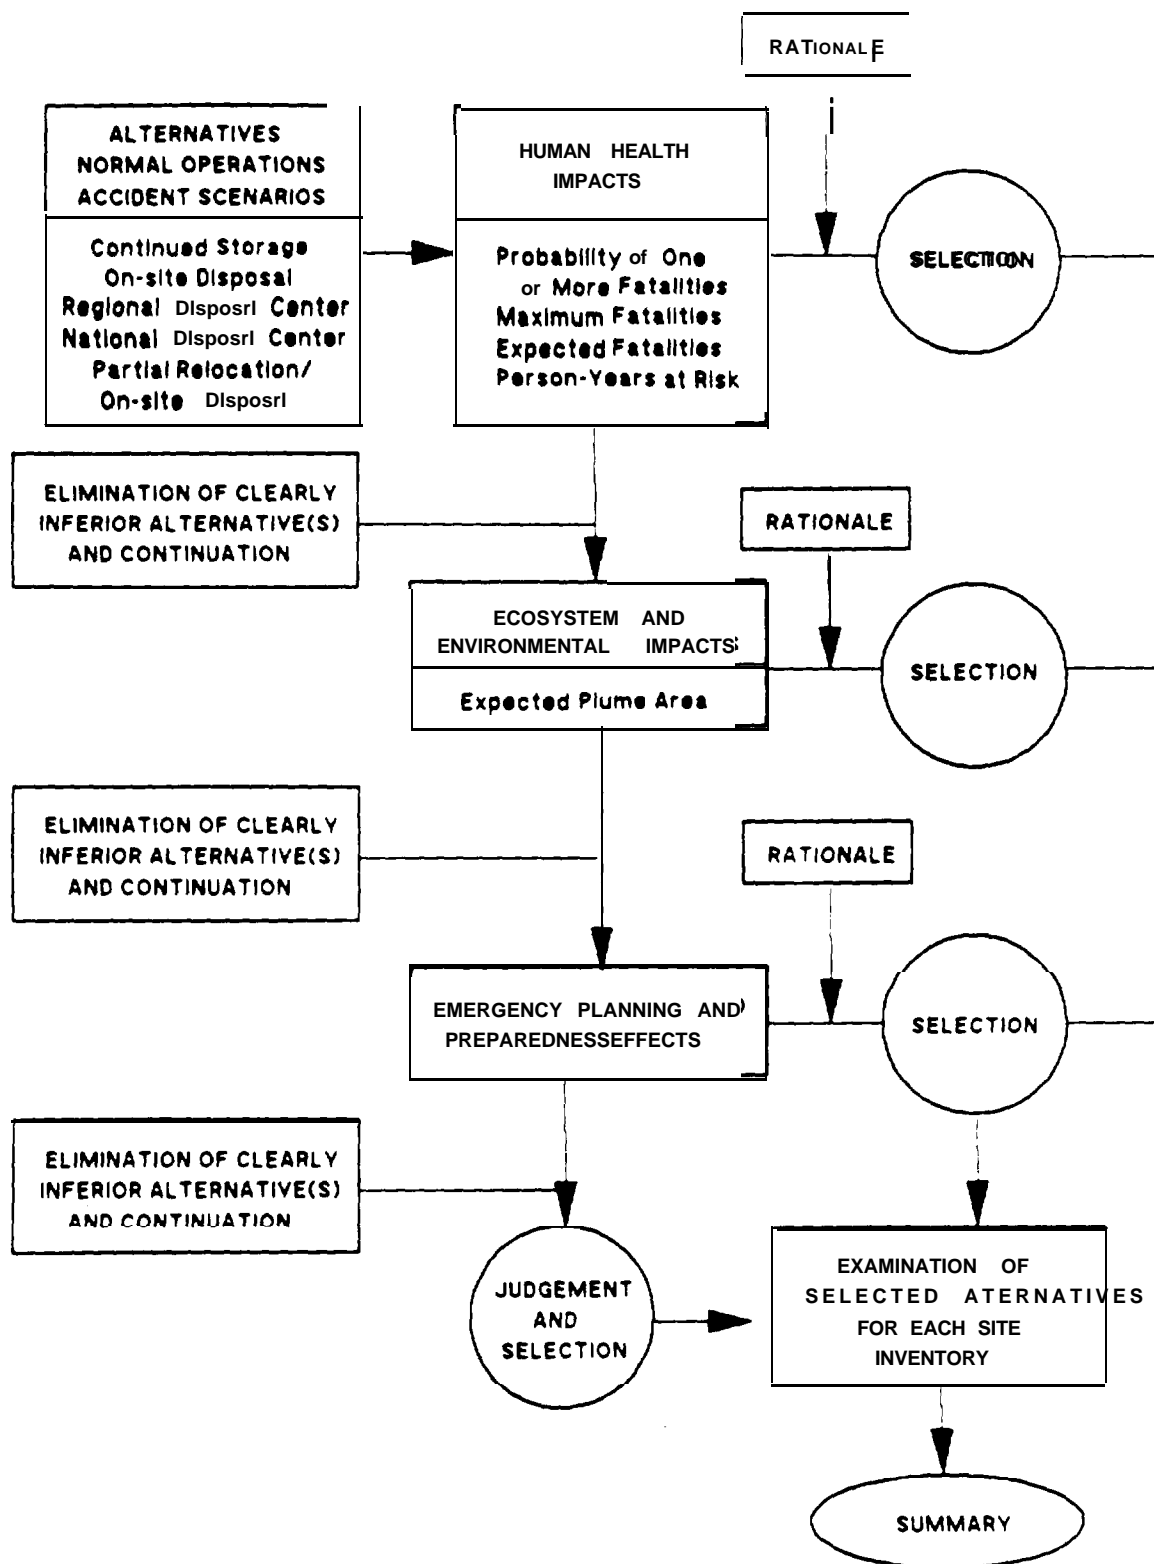 RATIONALE
ALTERNATIVES
NORMAL OPERATIONS
ACCIDENT SCENARIOS
Continued Storage
On-site Disposal
Regional Disposrl Center
National Disposrl Center
Partial Relocation/
On-site Disposrl
HUMAN HEALTH
IMPACTS
Probability of One
or More Fatalities
Maximum Fatalities
Expected Fatalities
Person-Years at Risk
SELECTION
ELIMINATION OF CLEARLY
INFERIOR ALTERNATIVE(S)
AND CONTINUATION
RATIONALE
ECOSYSTEM AND
ENVIRONMENTAL IMPACTS
Expected Plume Area
SELECTION
ELIMINATION OF CLEARLY
INFERIOR ALTERNATIVE(S)
AND CONTINUATION
RATIONALE
EMERGENCY PLANNING AND
PREPAREDNESSEFFECTS
SELECTION
ELIMINATION OF CLEARLY
INFERIOR ALTERNATIVE(S)
AND CONTINUATION
JUDGEMENT
AND
SELECTION
EXAMINATION OF
SELECTED ATERNATIVES
FOR EACH SITE
INVENTORY
SUMMARY